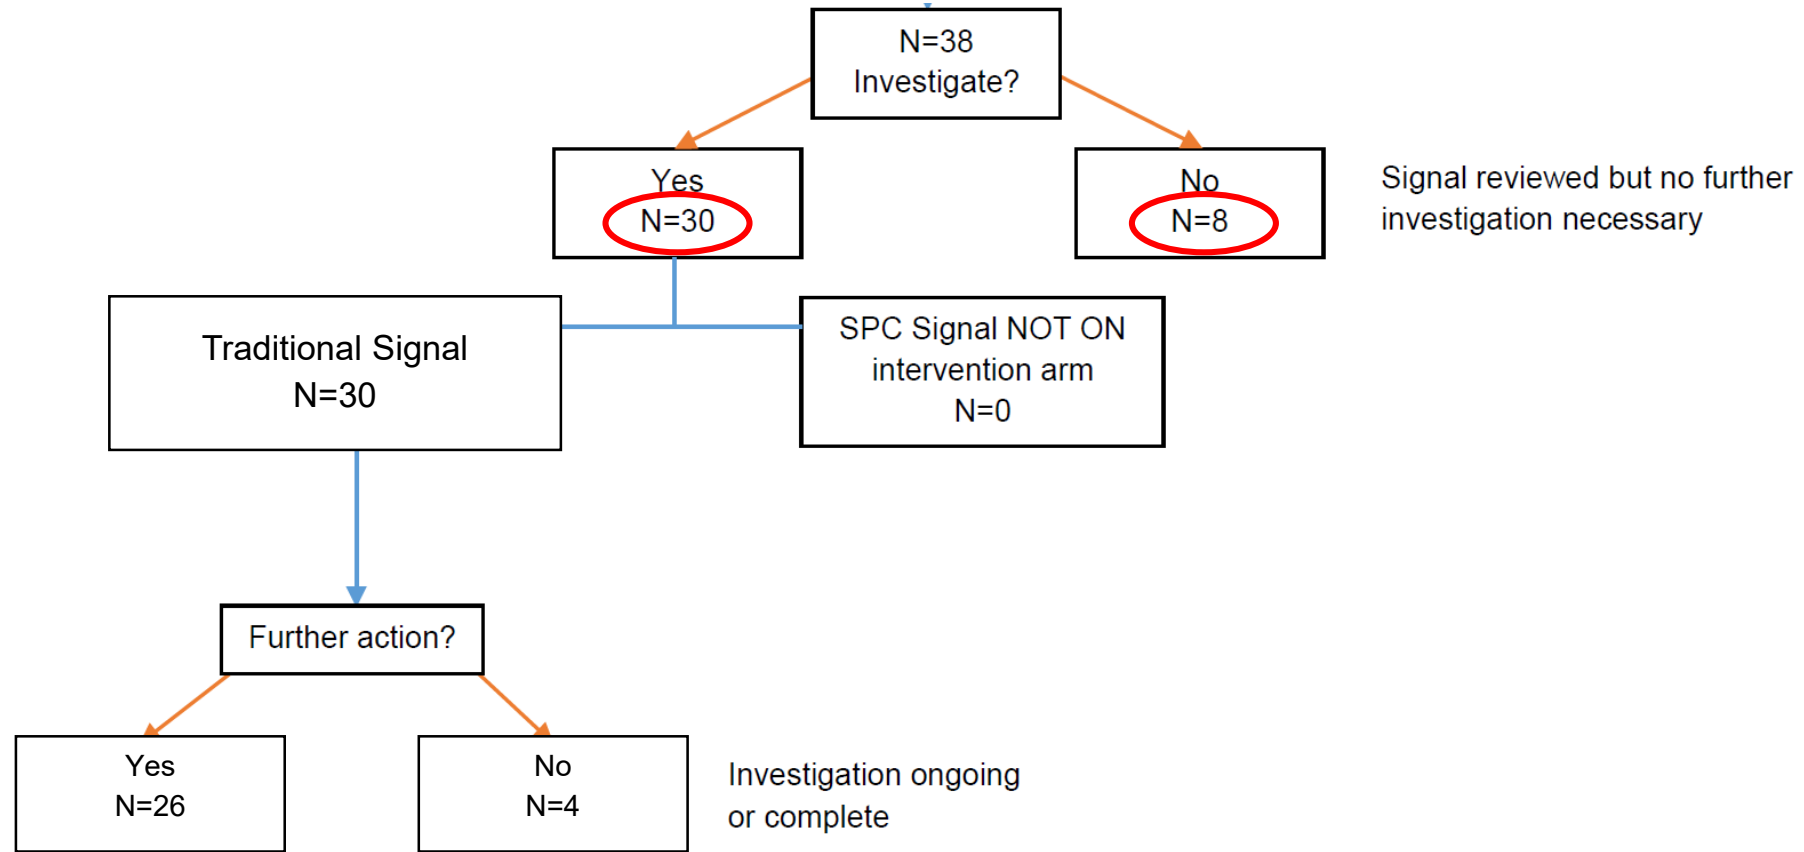 N=38
Investigate?
Yes
N=30
No
N=8
Signal reviewed but no further
investigation necessary
Traditional Signal
N=30
SPC Signal NOT ON
intervention arm
N=0
Further action?
Yes
N=26
No
N=4
Investigation ongoing
or complete